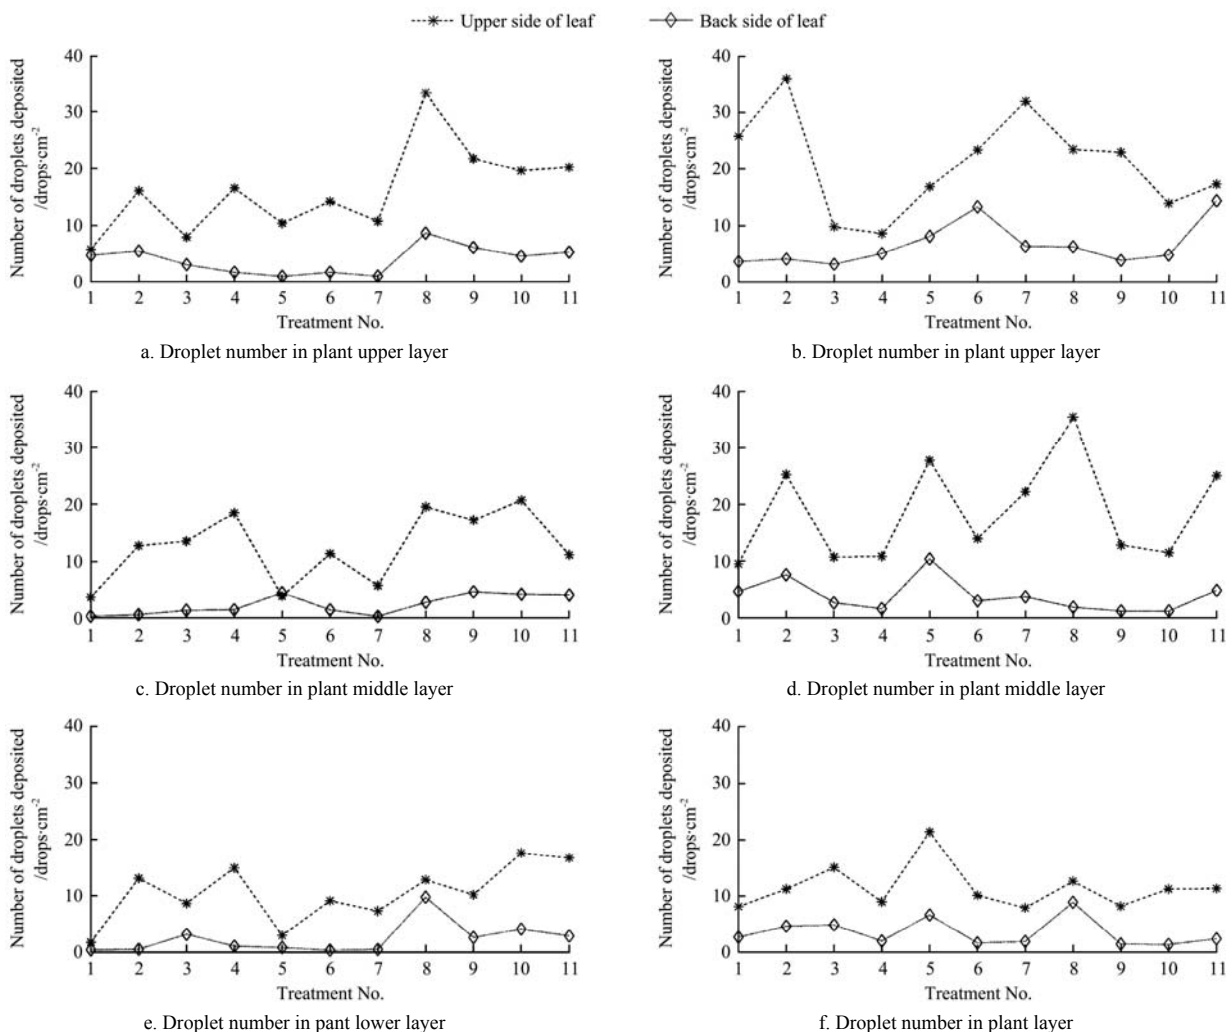 Upper side of leaf
Back side of leaf
Number of droplets deposited
/drops·cm-2
40
30
20
10
0
1 2 3 4 5 6 7 8 9 10 11
Treatment No.
a. Droplet number in plant upper layer
Number of droplets deposited
/drops·cm-2
40
30
20
10
0
1 2 3 4 5 6 7 8 9 10 11
Treatment No.
b. Droplet number in plant upper layer
Number of droplets deposited
/drops·cm-2
40
30
20
10
0
1 2 3 4 5 6 7 8 9 10 11
Treatment No.
c. Droplet number in plant middle layer
Number of droplets deposited
/drops·cm-2
40
30
20
10
0
1 2 3 4 5 6 7 8 9 10 11
Treatment No.
d. Droplet number in plant middle layer
Number of droplets deposited
/drops·cm-2
40
30
20
10
0
1 2 3 4 5 6 7 8 9 10 11
Treatment No.
e. Droplet number in pant lower layer
Number of droplets deposited
/drops·cm-2
40
30
20
10
0
1 2 3 4 5 6 7 8 9 10 11
Treatment No.
f. Droplet number in plant layer